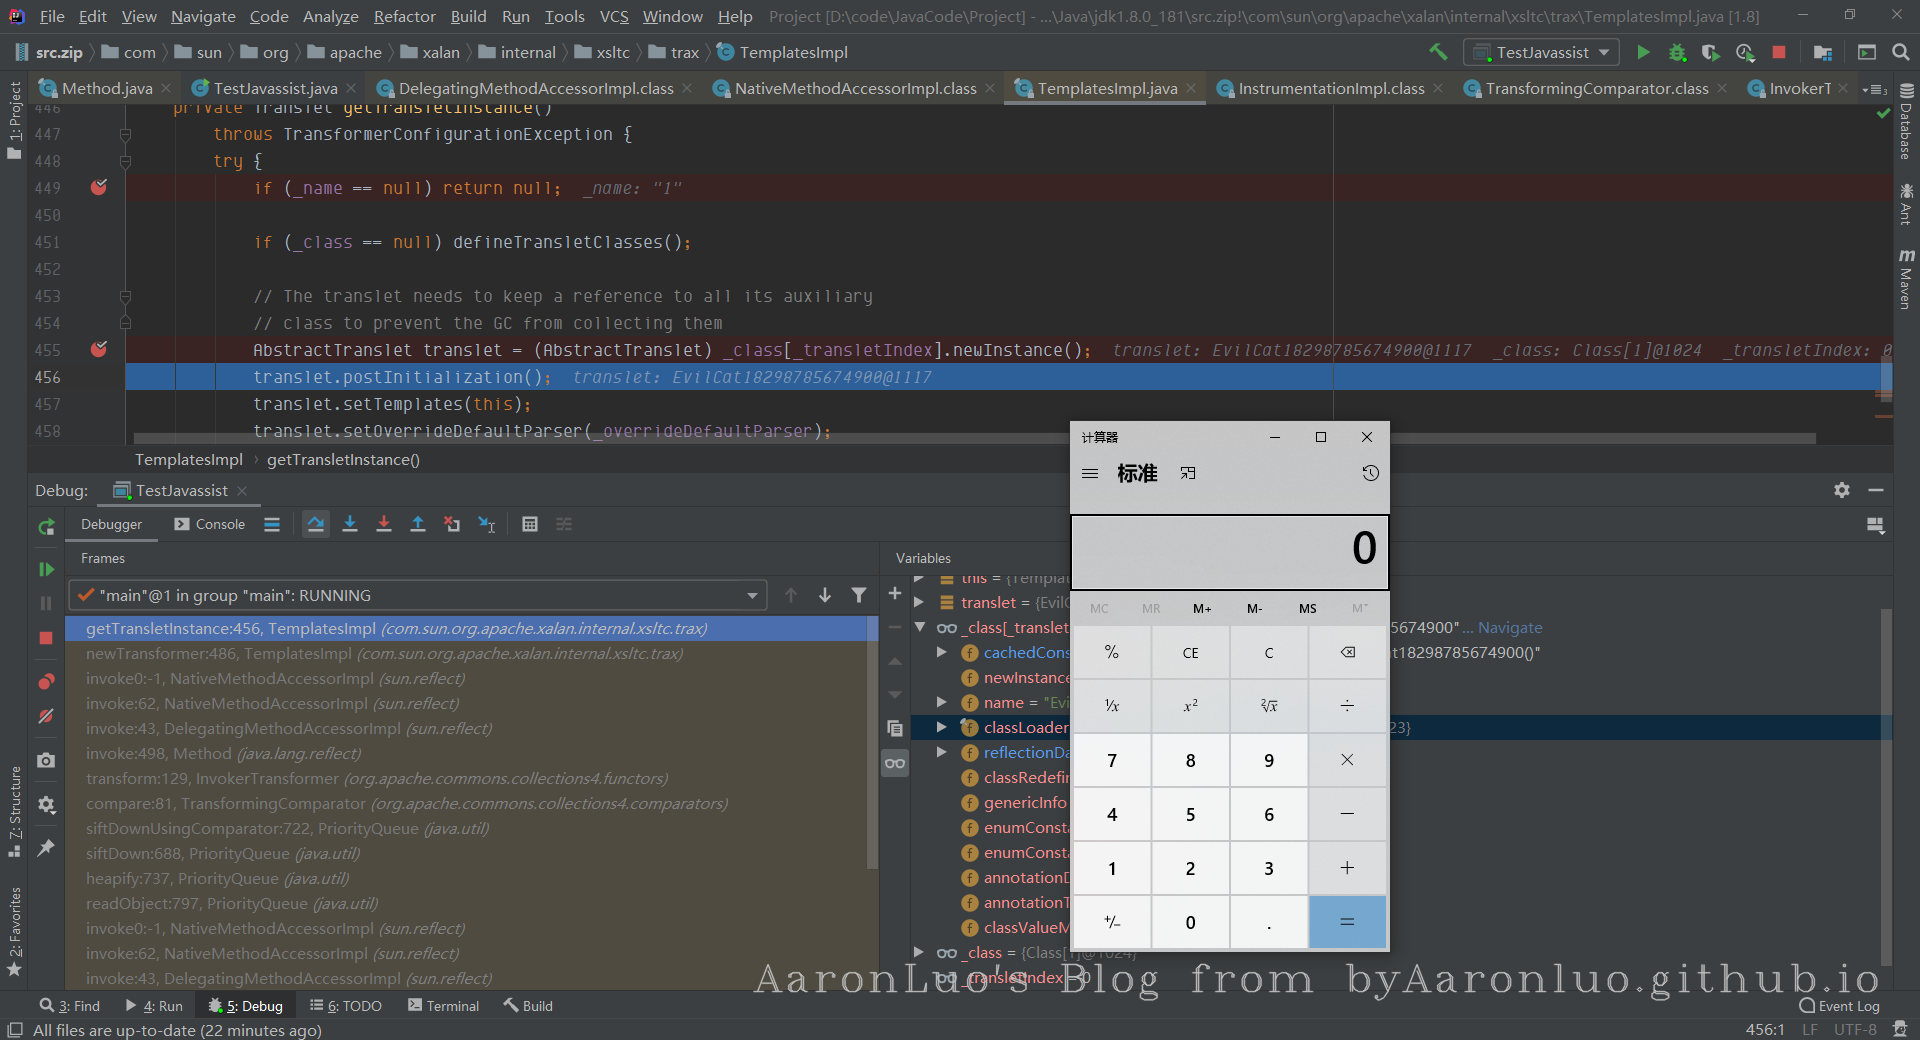 File Edit View Navigate Code Analyze Refactor Build Run Tools VCS Window Help Project [D:\code\JavaCode\Project] - ...\Java\jdk1.8.0_181\src.zip!\com\sun\org\apache\xalan\internal\xsltc\trax\TemplatesImpl.java [1.8]
src.zip com sun org apache xalan internal xsltc trax TemplatesImpl TestJavassist
Method.java TestJavassist.java DelegatingMethodAccessorImpl.class NativeMethodAccessorImpl.class TemplatesImpl.java InstrumentationImpl.class TransformingComparator.class InvokerT
1: Project
446 private Translet getTransletInstance()
447 throws TransformerConfigurationException {
448 try {
449 if (_name == null) return null; _name: "1"
450
451 if (_class == null) defineTransletClasses();
452
453 // The translet needs to keep a reference to all its auxiliary
454 // class to prevent the GC from collecting them
455 AbstractTranslet translet = (AbstractTranslet) _class[_transletIndex].newInstance(); translet: EvilCat18298785674900@1117 _class: Class[1]@1024 _transletIndex: 0
456 translet.postInitialization(); translet: EvilCat18298785674900@1117
457 translet.setTemplates(this);
458 translet.setOverrideDefaultParser(_overrideDefaultParser);
Database
Ant
Maven
TemplatesImpl › getTransletInstance()
Debug: TestJavassist
Debugger Console
Frames
"main"@1 in group "main": RUNNING
getTransletInstance:456, TemplatesImpl (com.sun.org.apache.xalan.internal.xsltc.trax)
newTransformer:486, TemplatesImpl (com.sun.org.apache.xalan.internal.xsltc.trax)
invoke0:-1, NativeMethodAccessorImpl (sun.reflect)
invoke:62, NativeMethodAccessorImpl (sun.reflect)
invoke:43, DelegatingMethodAccessorImpl (sun.reflect)
invoke:498, Method (java.lang.reflect)
transform:129, InvokerTransformer (org.apache.commons.collections4.functors)
compare:81, TransformingComparator (org.apache.commons.collections4.comparators)
siftDownUsingComparator:722, PriorityQueue (java.util)
siftDown:688, PriorityQueue (java.util)
heapify:737, PriorityQueue (java.util)
readObject:797, PriorityQueue (java.util)
invoke0:-1, NativeMethodAccessorImpl (sun.reflect)
invoke:62, NativeMethodAccessorImpl (sun.reflect)
invoke:43, DelegatingMethodAccessorImpl (sun.reflect)
Z: Structure
2: Favorites
Variables
this = {Templat
translet = {Evil
_class[_translet 5674900"... Navigate
cachedCons at18298785674900()"
newInstance
name = "Evi
classLoader 23}
reflectionDa
classRedefin
genericInfo
enumConsta
enumConsta
annotationD
annotationT
classValueM
_class = {Class[1]@1024}
_transletIndex = 0
计算器
标准
0
MC MR M+ M- MS M˅
% CE C
⅟x x² ²√x ÷
7 8 9 ×
4 5 6 −
1 2 3 +
+/− 0 . =
AaronLuo's Blog from byAaronluo.github.io
3: Find 4: Run 5: Debug 6: TODO Terminal Build Event Log
All files are up-to-date (22 minutes ago) 456:1 LF UTF-8